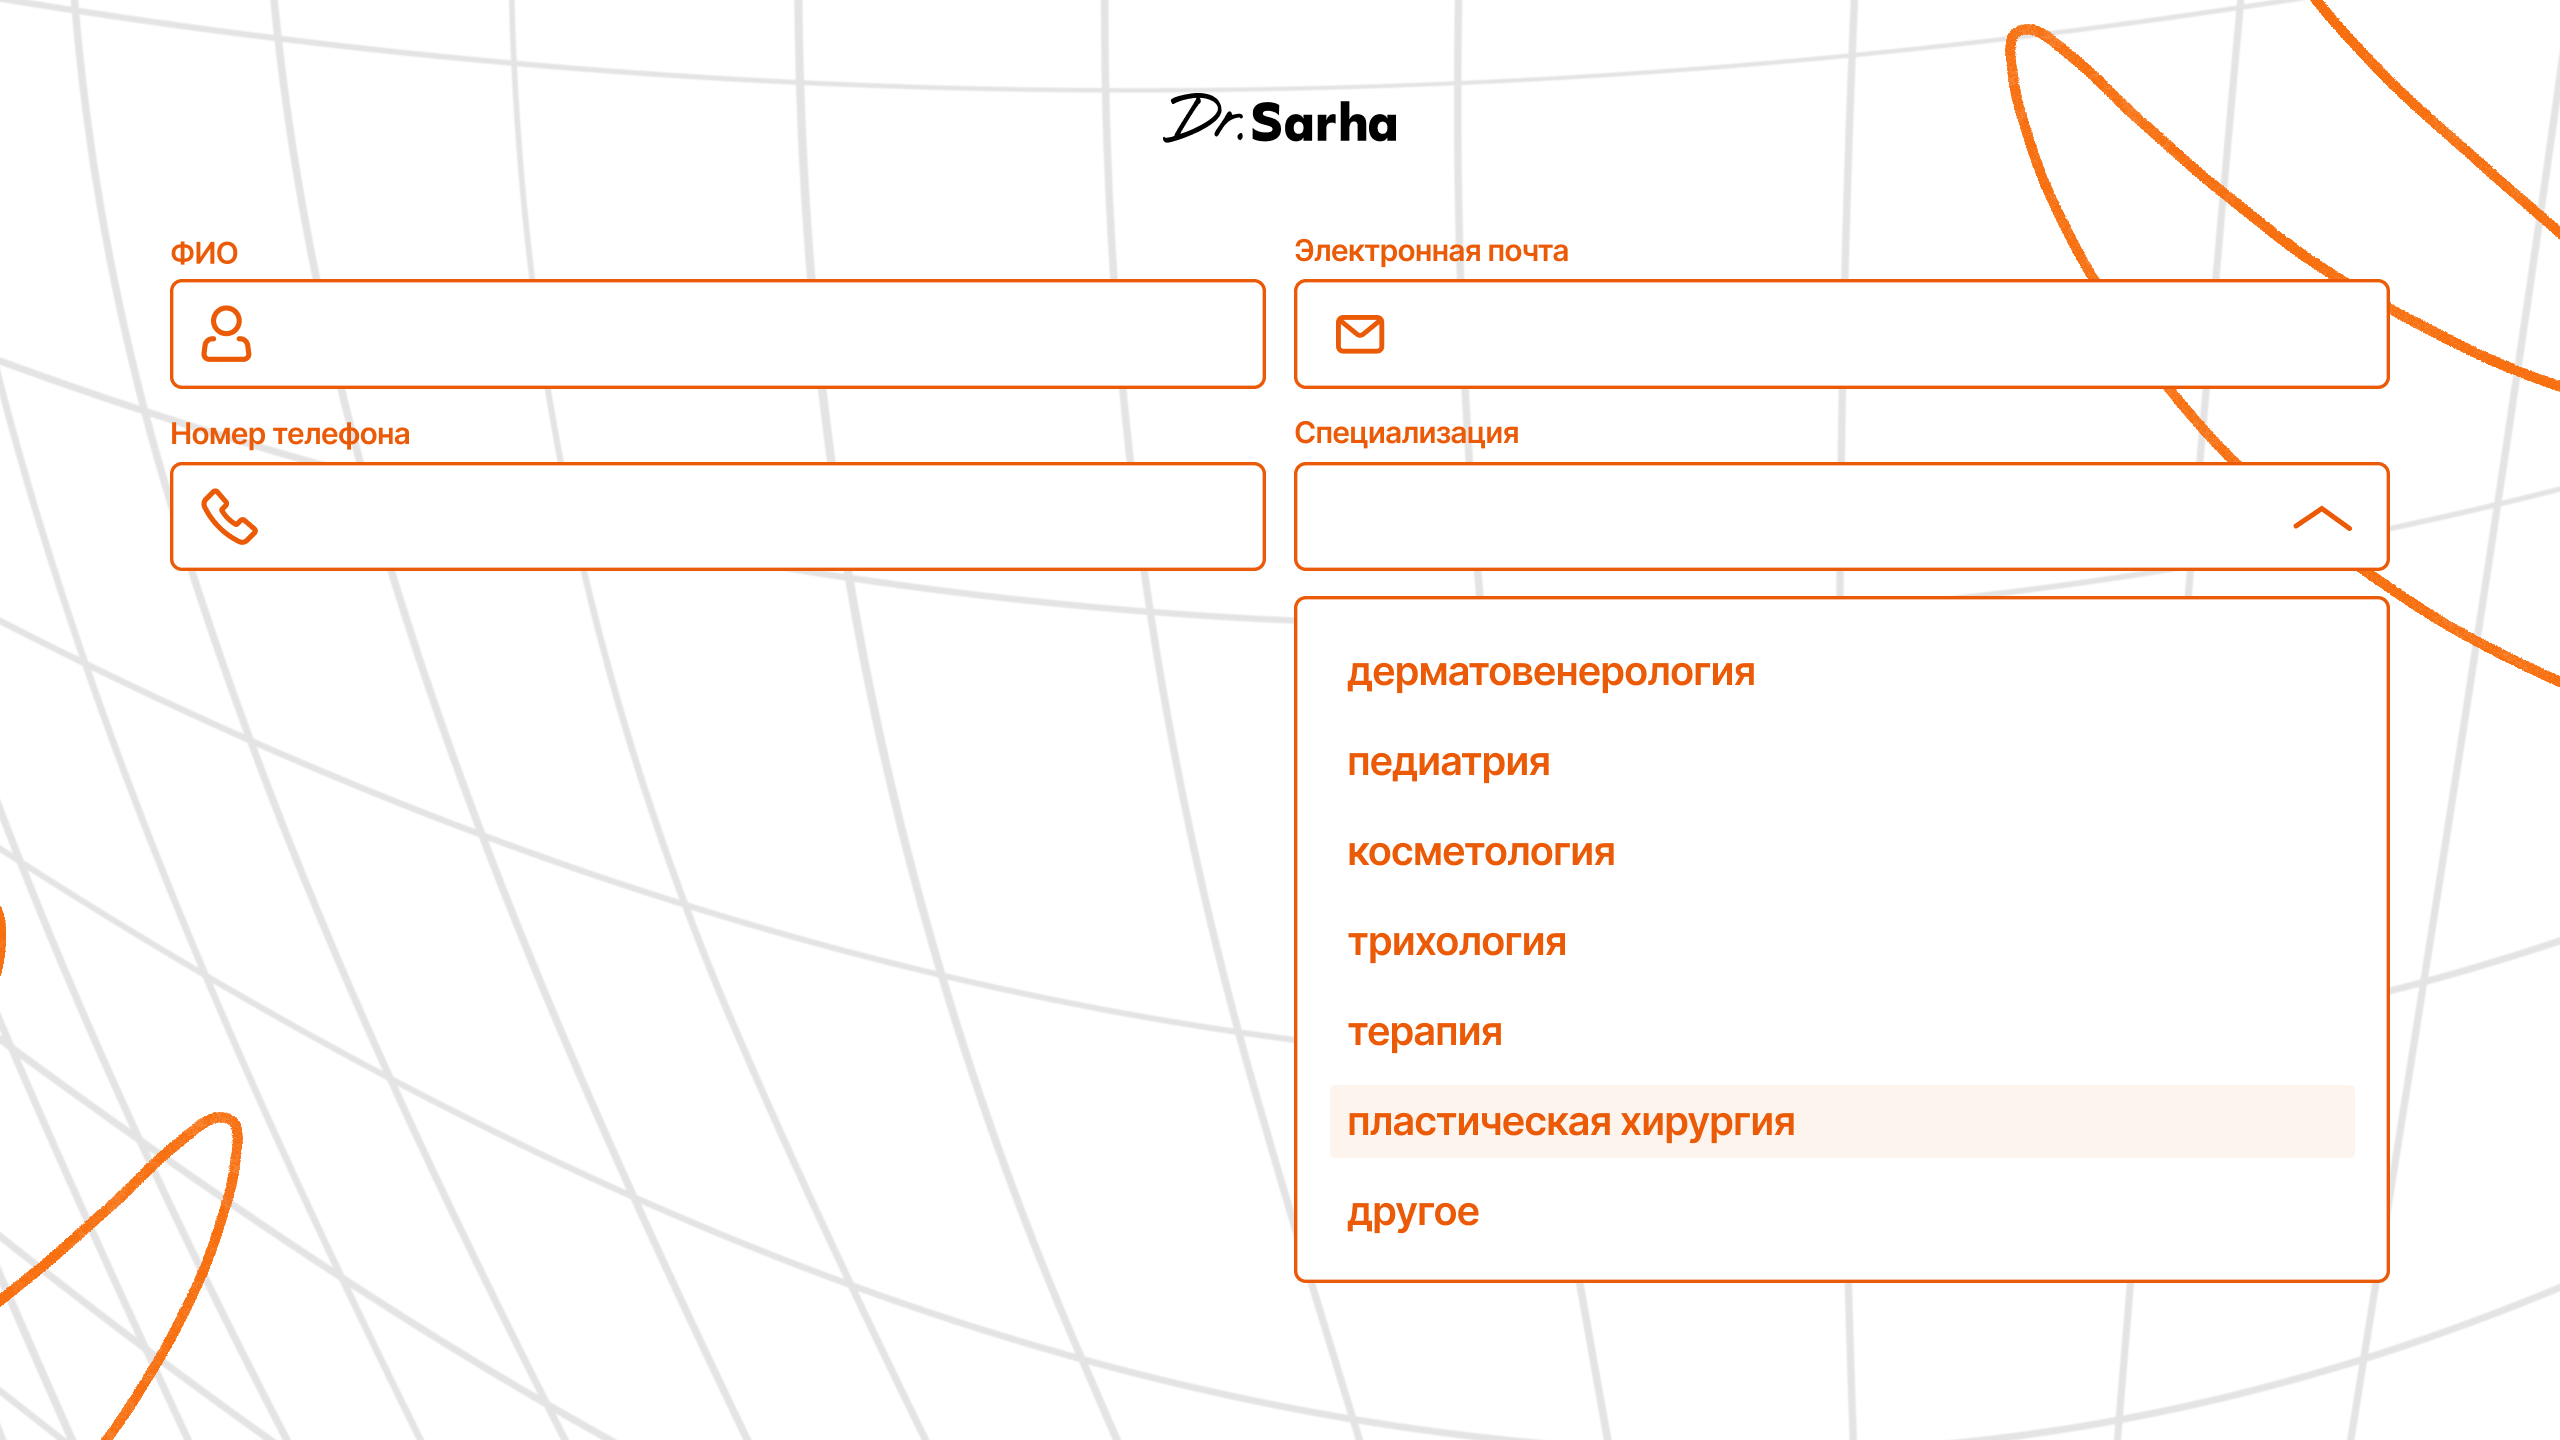 Dr.Sarha
ФИО
Электронная почта
Номер телефона
Специализация
дерматовенерология
педиатрия
косметология
трихология
терапия
пластическая хирургия
другое